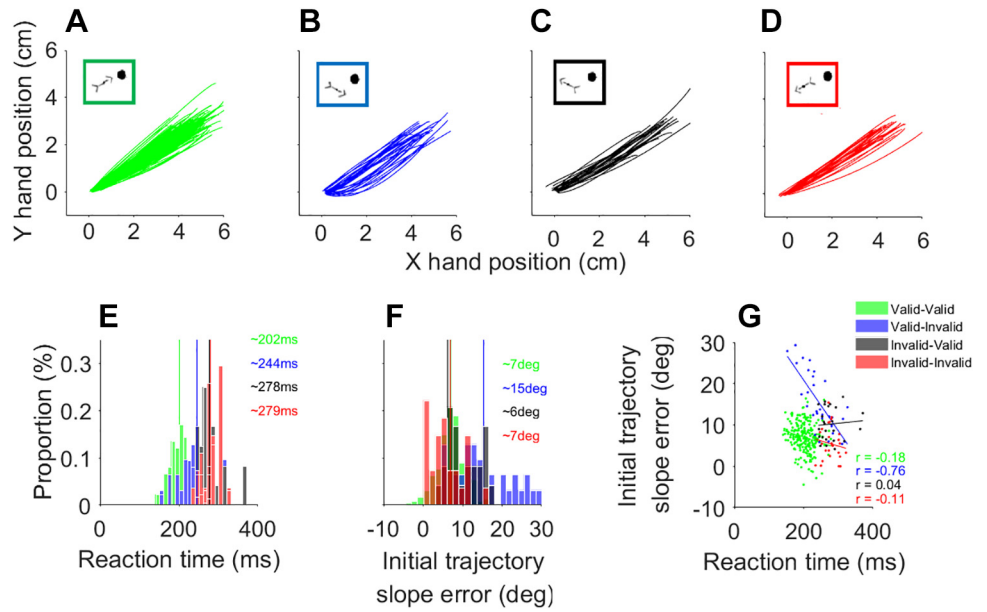 A
B
C
D
Y hand position (cm)
6
4
2
0
0 2 4 6
0 2 4 6
0 2 4 6
0 2 4 6
X hand position (cm)
E
F
G
Proportion (%)
0.3
0.2
0.1
0
0 200 400
Reaction time (ms)
~202ms
~244ms
~278ms
~279ms
-10 0 10 20 30
Initial trajectory
slope error (deg)
~7deg
~15deg
~6deg
~7deg
Initial trajectory
slope error (deg)
30
20
10
0
-10
0 200 400
Reaction time (ms)
Valid-Valid
Valid-Invalid
Invalid-Valid
Invalid-Invalid
r = -0.18
r = -0.76
r = 0.04
r = -0.11